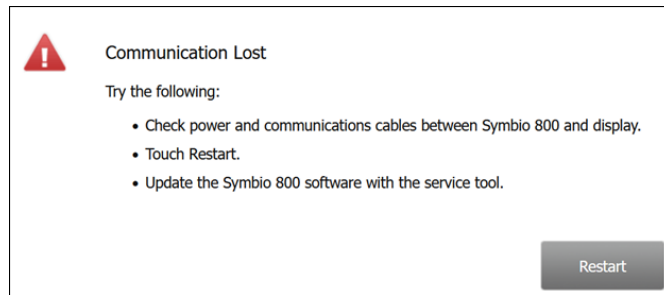 Communication Lost
Try the following:
• Check power and communications cables between Symbio 800 and display.
• Touch Restart.
• Update the Symbio 800 software with the service tool.
Restart